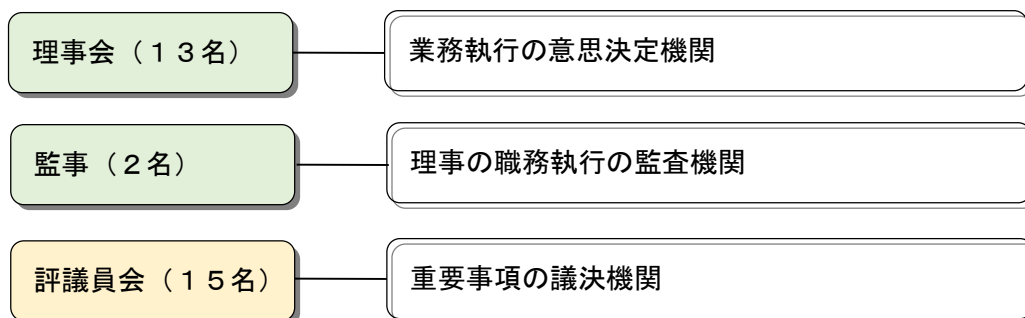 理事会（１３名）
業務執行の意思決定機関
監事（２名）
理事の職務執行の監査機関
評議員会（１５名）
重要事項の議決機関